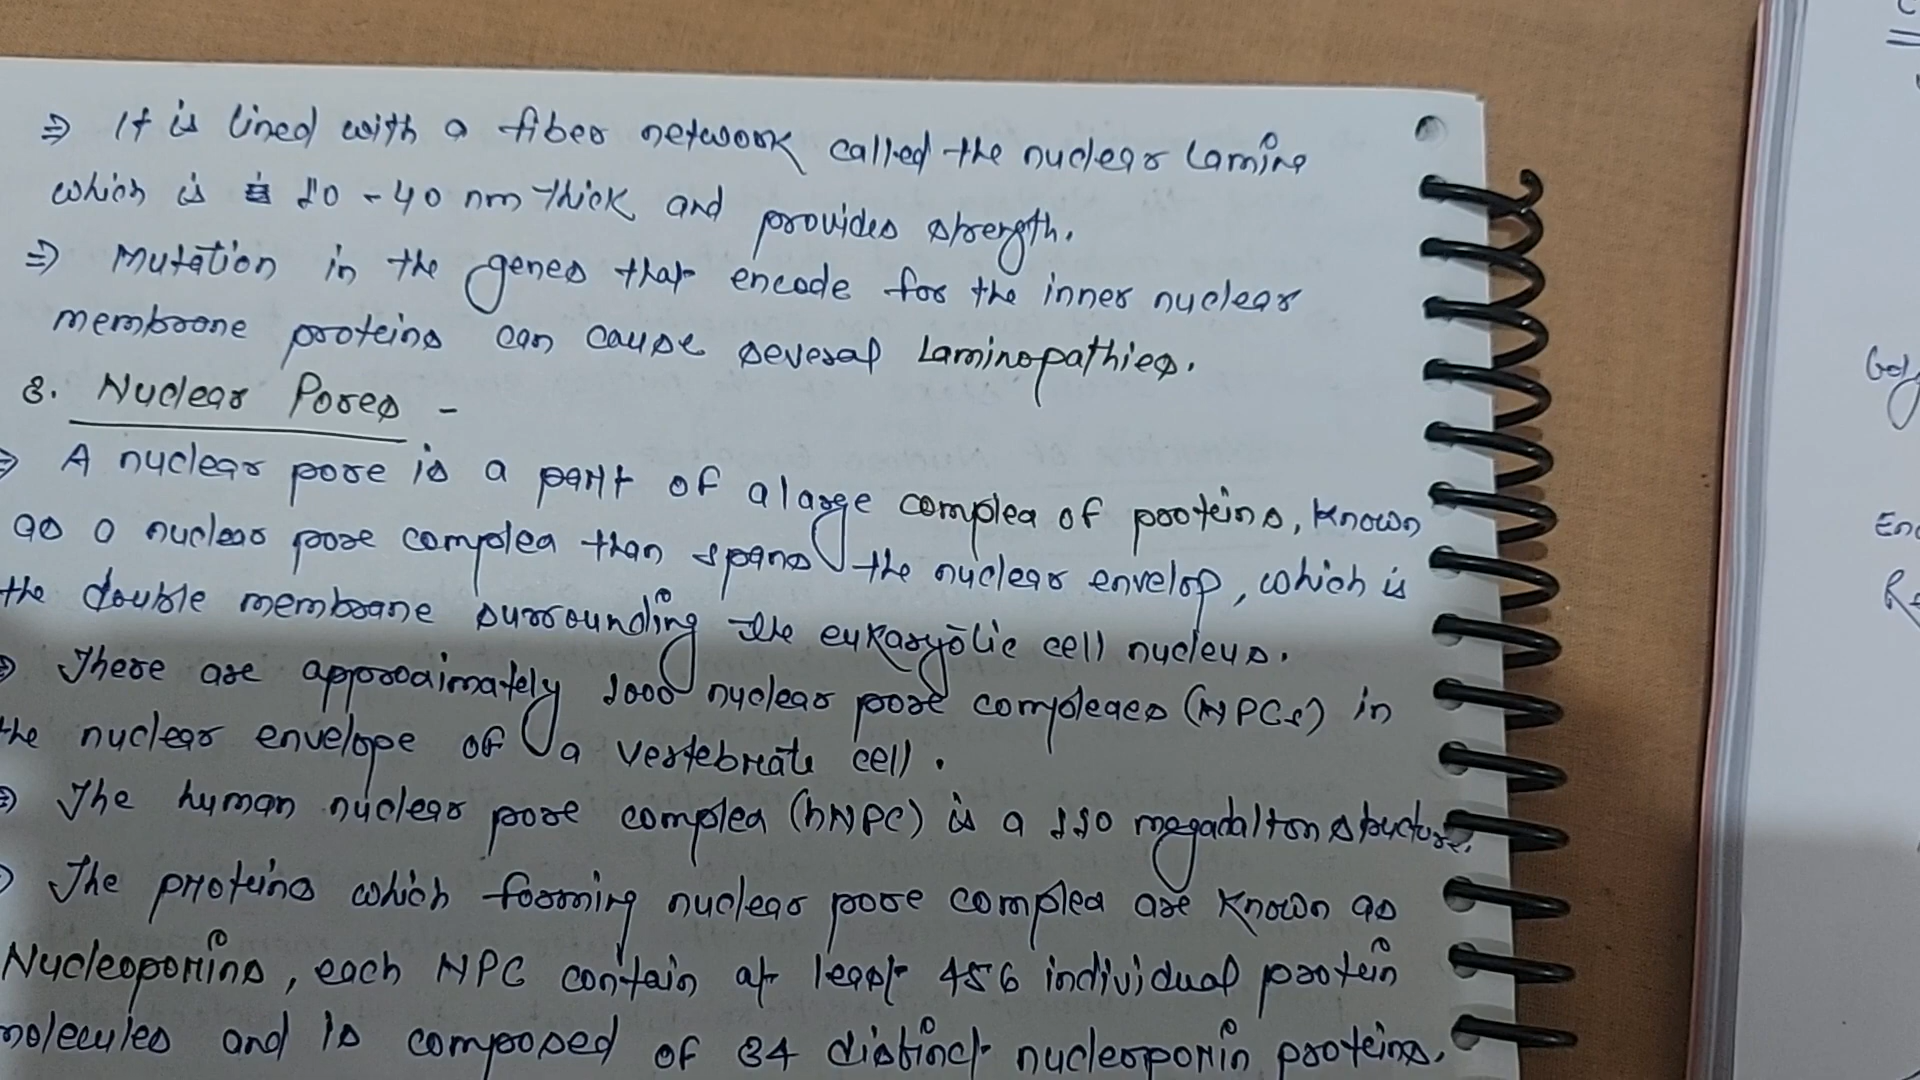 ⇒ It is lined with a fiber network called the nuclear lamina
which is 10-40 nm thick and provides strength.
⇒ Mutation in the genes that encode for the inner nuclear
membrane proteins can cause several Laminopathies.
3. Nuclear Pores -
⇒ A nuclear pore is a part of a large complex of proteins, known
as a nuclear pore complex than spans the nuclear envelop, which is
the double membrane surrounding the eukaryotic cell nucleus.
⇒ There are approximately 1000 nuclear pore complexes (NPCs) in
the nuclear envelope of a vertebrate cell.
⇒ The human nuclear pore complex (hNPC) is a 110 megadalton structure.
⇒ The proteins which forming nuclear pore complex are known as
Nucleoporins, each NPC contain at least 456 individual protein
molecules and is composed of 34 distinct nucleoporin proteins.